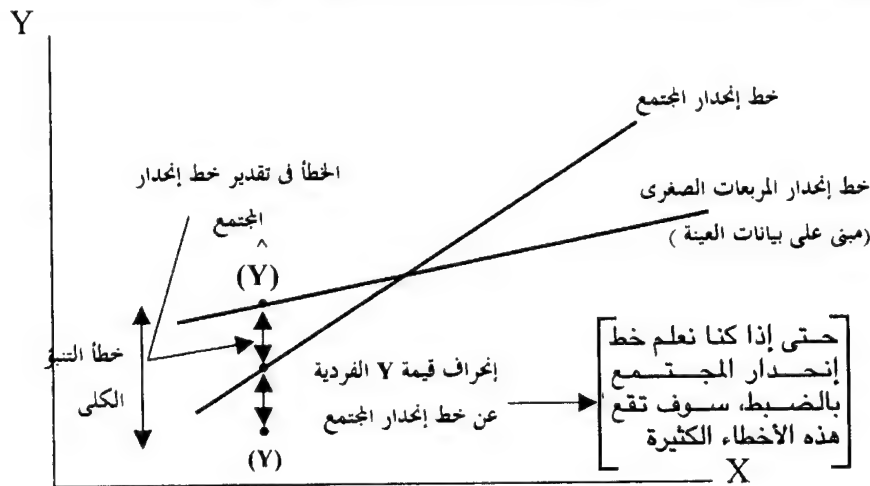 Y
خط إنحدار المجتمع
الخطأ فى تقدير خط إنحدار
المجتمع
خط إنحدار المربعات الصغرى
(مبنى على بيانات العينة )
(Ŷ)
خطأ التنبؤ
الكلى
إنحراف قيمة Y الفردية
عن خط إنحدار المجتمع
(Y)
حتى إذا كنا نعلم خط
إنحدار المجتمع
بالضبط، سوف تقع
هذه الأخطاء الكثيرة
X